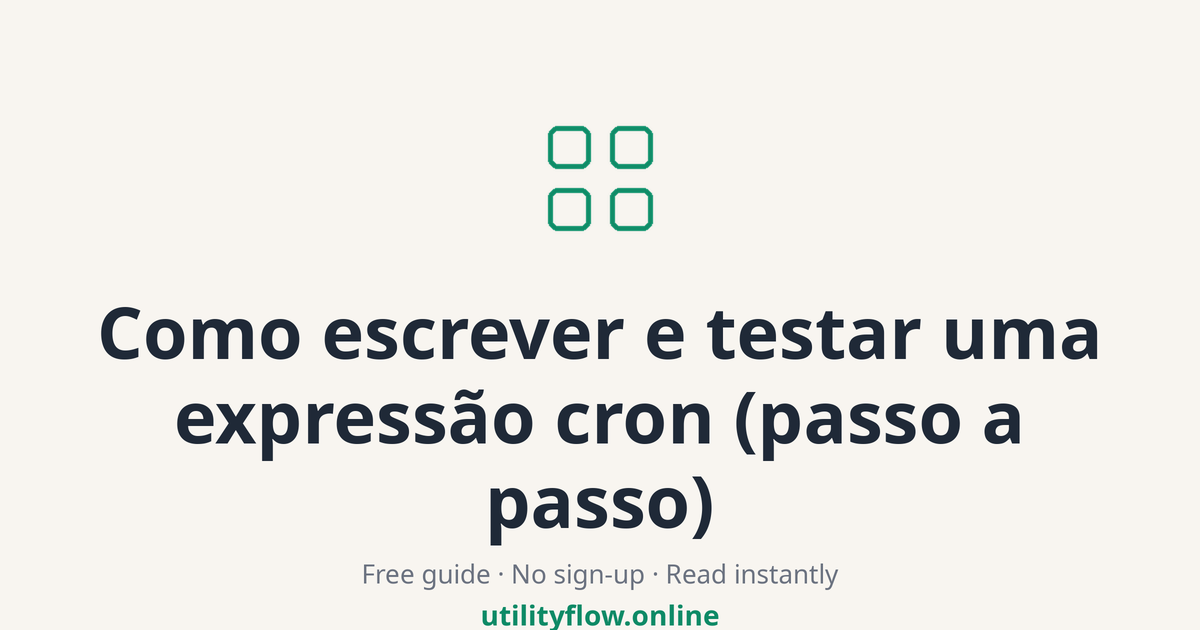 Como escrever e testar uma
expressão cron (passo a
passo)
Free guide · No sign-up · Read instantly
utilityflow.online